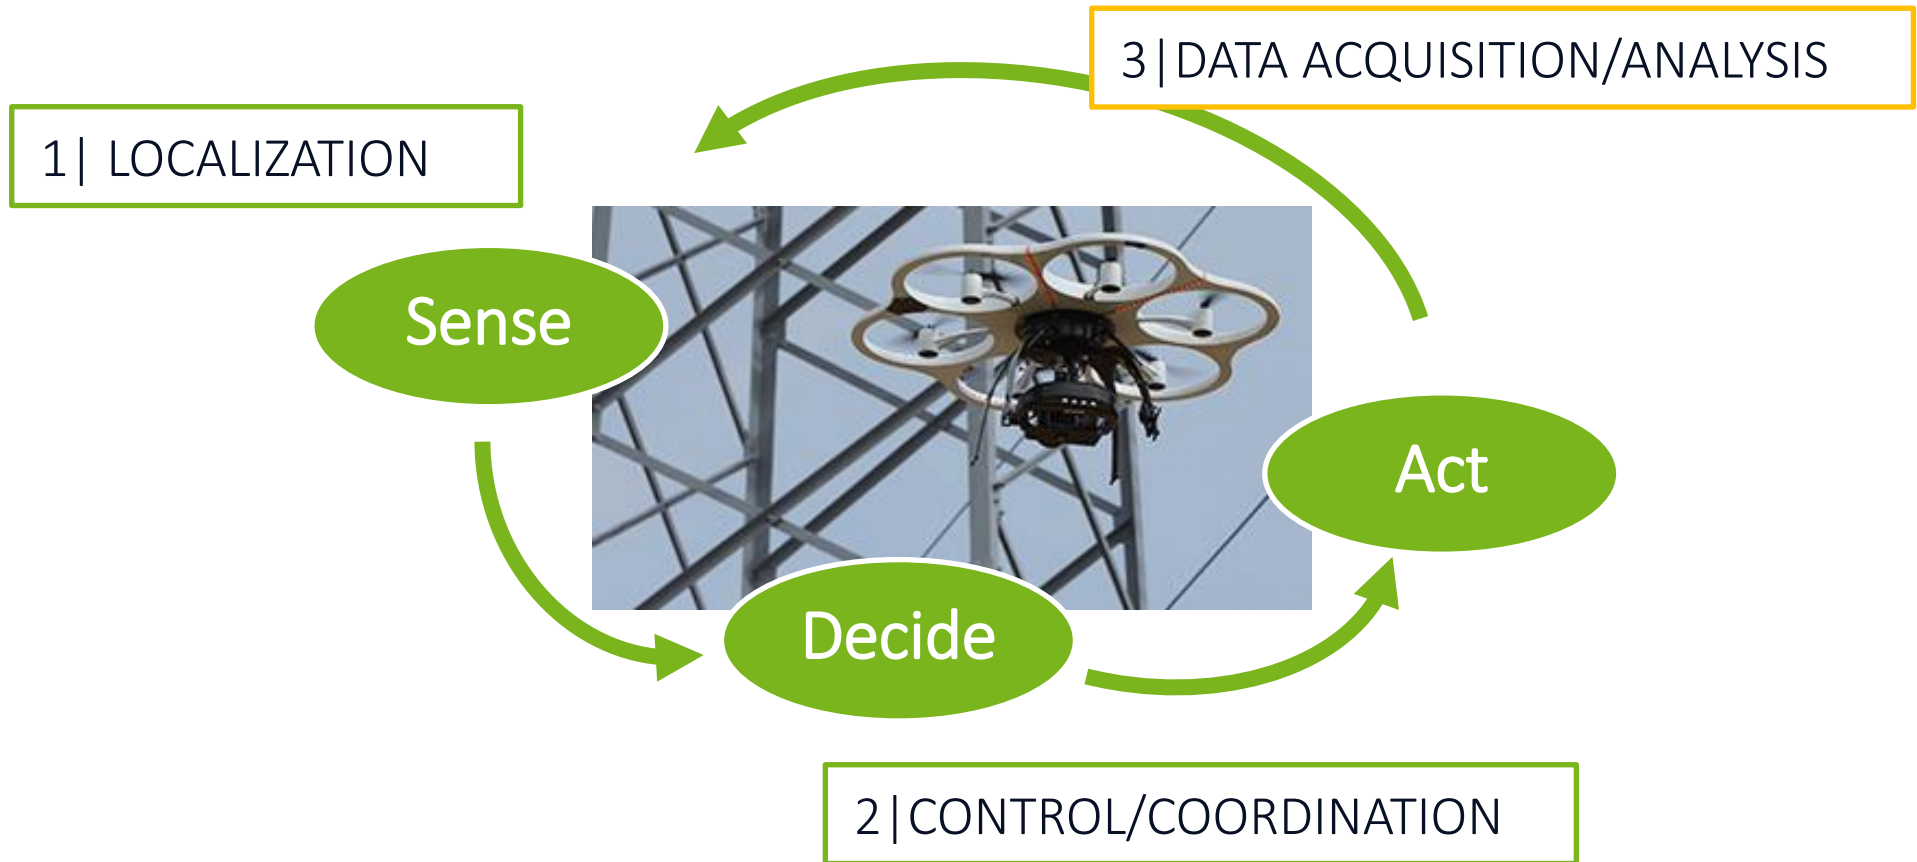 3|DATA ACQUISITION/ANALYSIS
1| LOCALIZATION
Sense
Act
Decide
2|CONTROL/COORDINATION